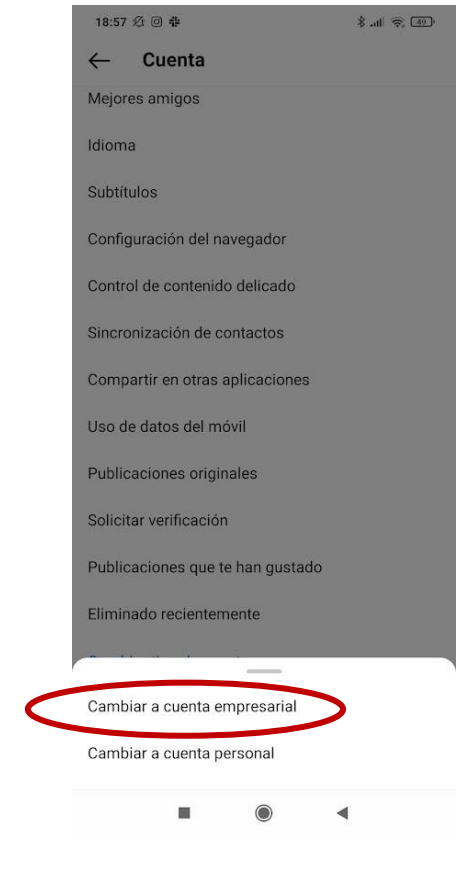 18:57
49
Cuenta
Mejores amigos
Idioma
Subtítulos
Configuración del navegador
Control de contenido delicado
Sincronización de contactos
Compartir en otras aplicaciones
Uso de datos del móvil
Publicaciones originales
Solicitar verificación
Publicaciones que te han gustado
Eliminado recientemente
Cambiar a cuenta empresarial
Cambiar a cuenta personal